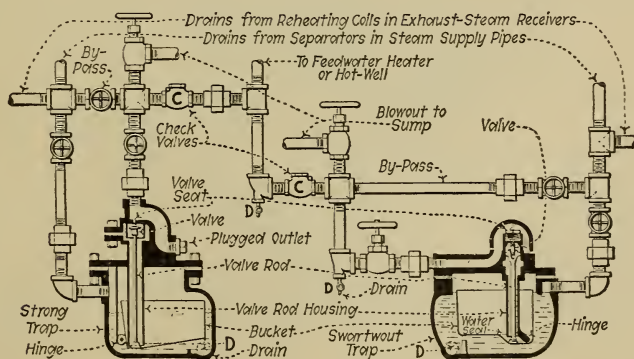 Drains from Reheating Coils in Exhaust-Steam Receivers
Drains from Separators in Steam Supply Pipes
By-
Pass
To Feedwater Heater
or Hot-Well
C
Blowout to
Sump
Valve
Check
Valves
By-Pass
Valve
Seat
C
D
Valve
Plugged Outlet
Valve Rod
D
Drain
Strong
Trap
Valve Rod Housing
Hinge
Bucket
Water
Seal
Swartwout
Trap
Hinge
D
D
Drain